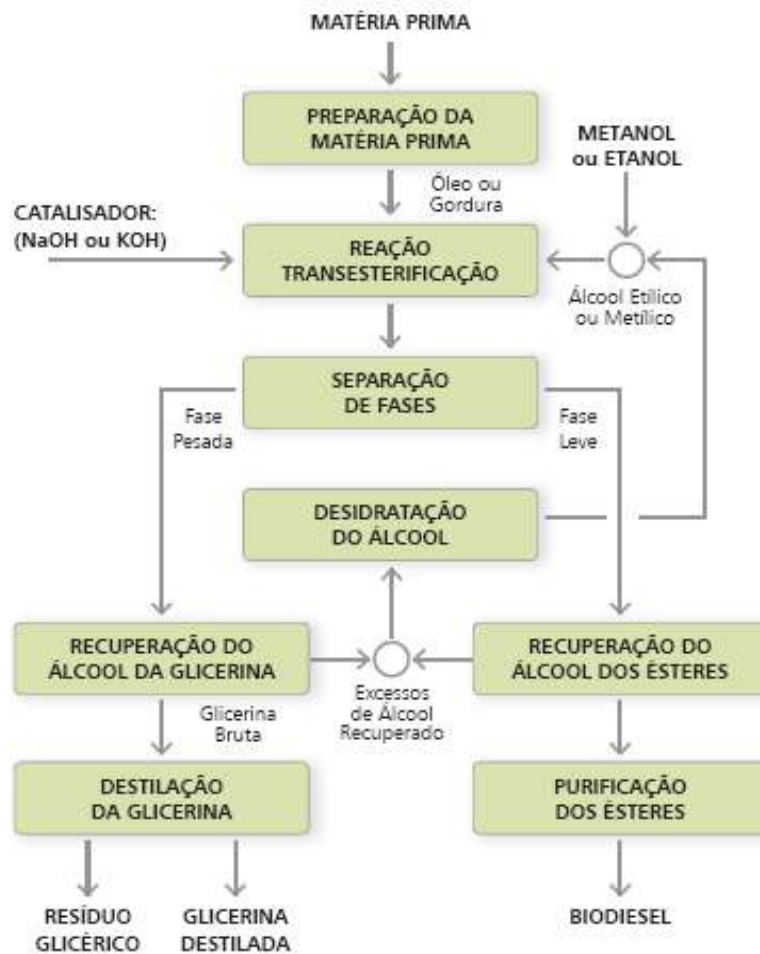 MATÉRIA PRIMA
PREPARAÇÃO DA
MATÉRIA PRIMA
METANOL
ou ETANOL
Óleo ou
Gordura
CATALISADOR:
(NaOH ou KOH)
REAÇÃO
TRANSESTERIFICAÇÃO
Álcool Etílico
ou Metílico
SEPARAÇÃO
DE FASES
Fase
Pesada
Fase
Leve
DESIDRATAÇÃO
DO ÁLCOOL
RECUPERAÇÃO DO
ÁLCOOL DA GLICERINA
RECUPERAÇÃO DO
ÁLCOOL DOS ÉSTERES
Excessos
de Álcool
Recuperado
Glicerina
Bruta
DESTILAÇÃO
DA GLICERINA
PURIFICAÇÃO
DOS ÉSTERES
RESÍDUO
GLICÉRICO
GLICERINA
DESTILADA
BIODIESEL